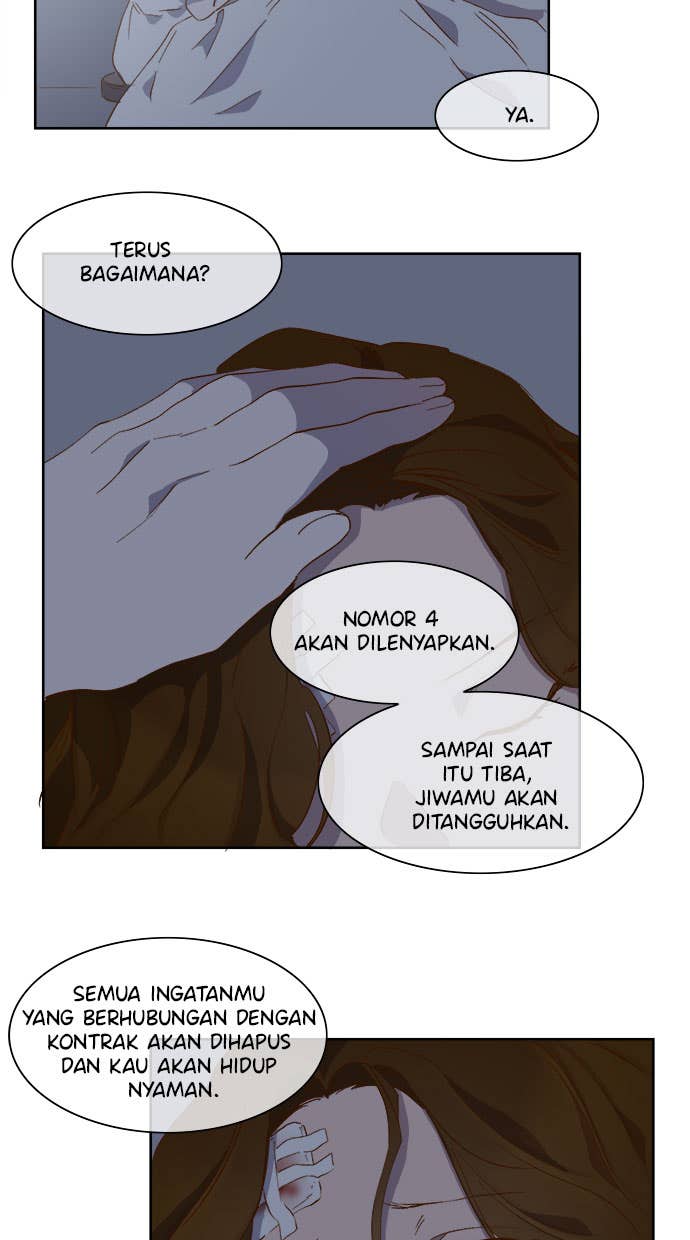 YA.
TERUS
BAGAIMANA?
NOMOR 4
AKAN DILENYAPKAN.
SAMPAI SAAT
ITU TIBA,
JIWAMU AKAN
DITANGGUHKAN.
SEMUA INGATANMU
YANG BERHUBUNGAN DENGAN
KONTRAK AKAN DIHAPUS
DAN KAU AKAN HIDUP
NYAMAN.